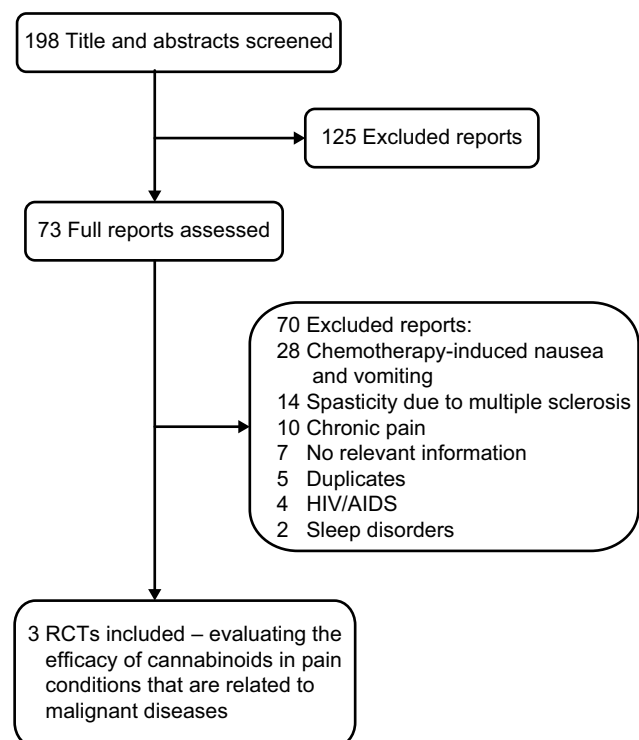 198 Title and abstracts screened
125 Excluded reports
73 Full reports assessed
70 Excluded reports:
28 Chemotherapy-induced nausea
and vomiting
14 Spasticity due to multiple sclerosis
10 Chronic pain
7 No relevant information
5 Duplicates
4 HIV/AIDS
2 Sleep disorders
3 RCTs included – evaluating the
efficacy of cannabinoids in pain
conditions that are related to
malignant diseases